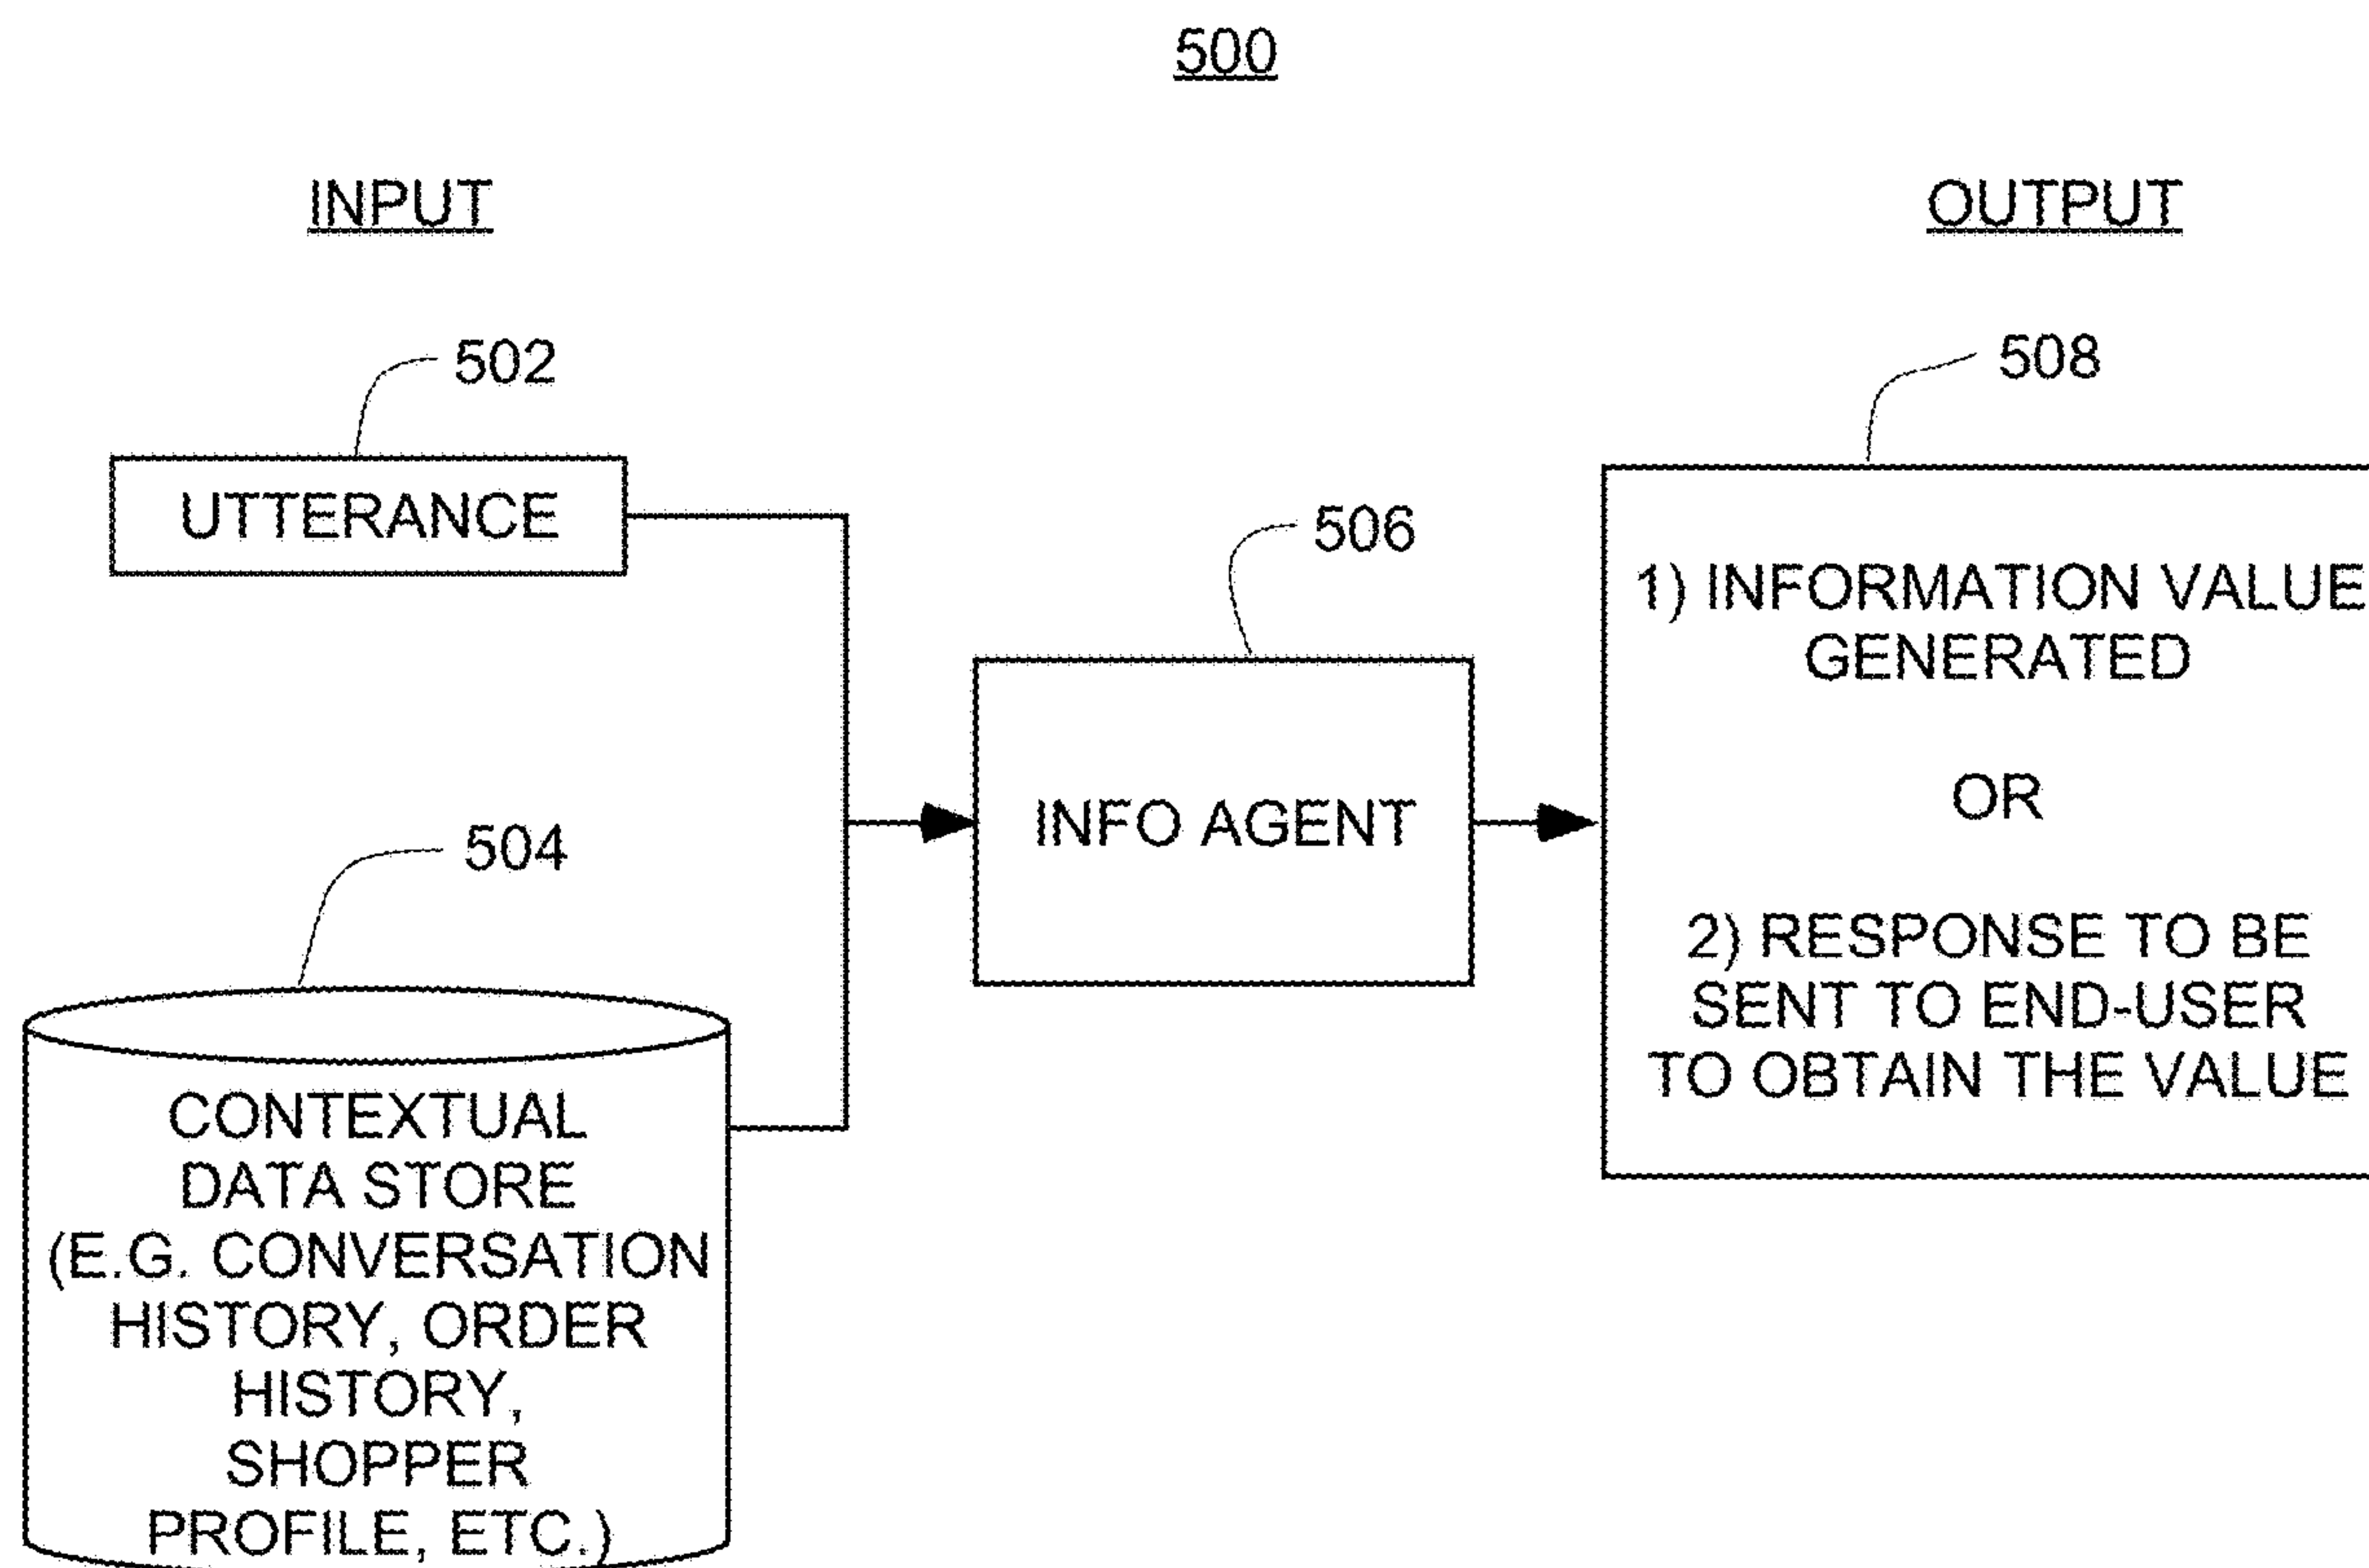 500
INPUT
OUTPUT
502
UTTERANCE
504
CONTEXTUAL
DATA STORE
(E.G. CONVERSATION
HISTORY, ORDER
HISTORY,
SHOPPER
PROFILE, ETC.)
506
INFO AGENT
508
1) INFORMATION VALUE
GENERATED
OR
2) RESPONSE TO BE
SENT TO END-USER
TO OBTAIN THE VALUE